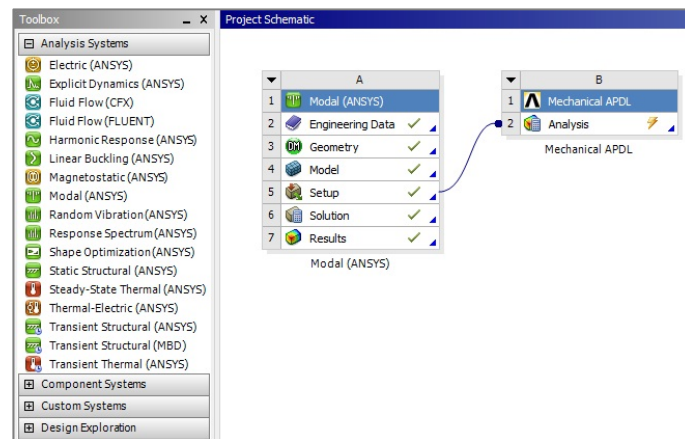 Toolbox
Project Schematic
Analysis Systems
Electric (ANSYS)
Explicit Dynamics (ANSYS)
Fluid Flow (CFX)
Fluid Flow (FLUENT)
Harmonic Response (ANSYS)
Linear Buckling (ANSYS)
Magnetostatic (ANSYS)
Modal (ANSYS)
Random Vibration (ANSYS)
Response Spectrum (ANSYS)
Shape Optimization (ANSYS)
Static Structural (ANSYS)
Steady-State Thermal (ANSYS)
Thermal-Electric (ANSYS)
Transient Structural (ANSYS)
Transient Structural (MBD)
Transient Thermal (ANSYS)
Component Systems
Custom Systems
Design Exploration
A
1 Modal (ANSYS)
2 Engineering Data
3 DM Geometry
4 Model
5 Setup
6 Solution
7 Results
Modal (ANSYS)
B
1 Mechanical APDL
2 Analysis
Mechanical APDL